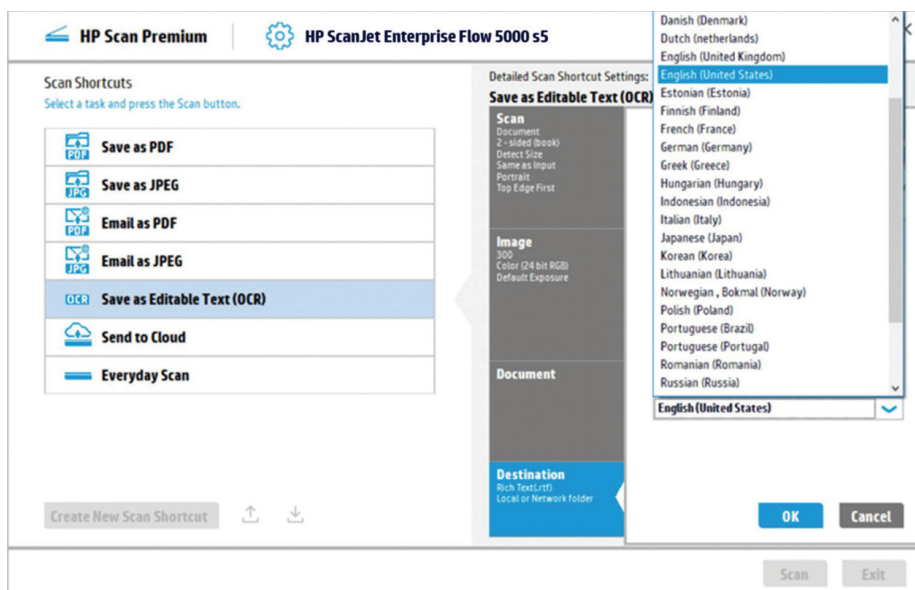 HP Scan Premium
HP ScanJet Enterprise Flow 5000 s5
Scan Shortcuts
Select a task and press the Scan button.
PDF
Save as PDF
JPG
Save as JPEG
PDF
Email as PDF
JPG
Email as JPEG
OCR
Save as Editable Text (OCR)
Send to Cloud
Everyday Scan
Create New Scan Shortcut
Detailed Scan Shortcut Settings:
Save as Editable Text (OCR)
Scan
Document
2 - sided (book)
Detect Size
Same as Input
Portrait
Top Edge First
Image
300
Color (24 bit RGB)
Default Exposure
Document
Destination
Rich Text(.rtf)
Local or Network folder
Danish (Denmark)
Dutch (netherlands)
English (United Kingdom)
English (United States)
Estonian (Estonia)
Finnish (Finland)
French (France)
German (Germany)
Greek (Greece)
Hungarian (Hungary)
Indonesian (Indonesia)
Italian (Italy)
Japanese (Japan)
Korean (Korea)
Lithuanian (Lithuania)
Norwegian , Bokmal (Norway)
Polish (Poland)
Portuguese (Brazil)
Portuguese (Portugal)
Romanian (Romania)
Russian (Russia)
English (United States)
OK
Cancel
Scan
Exit